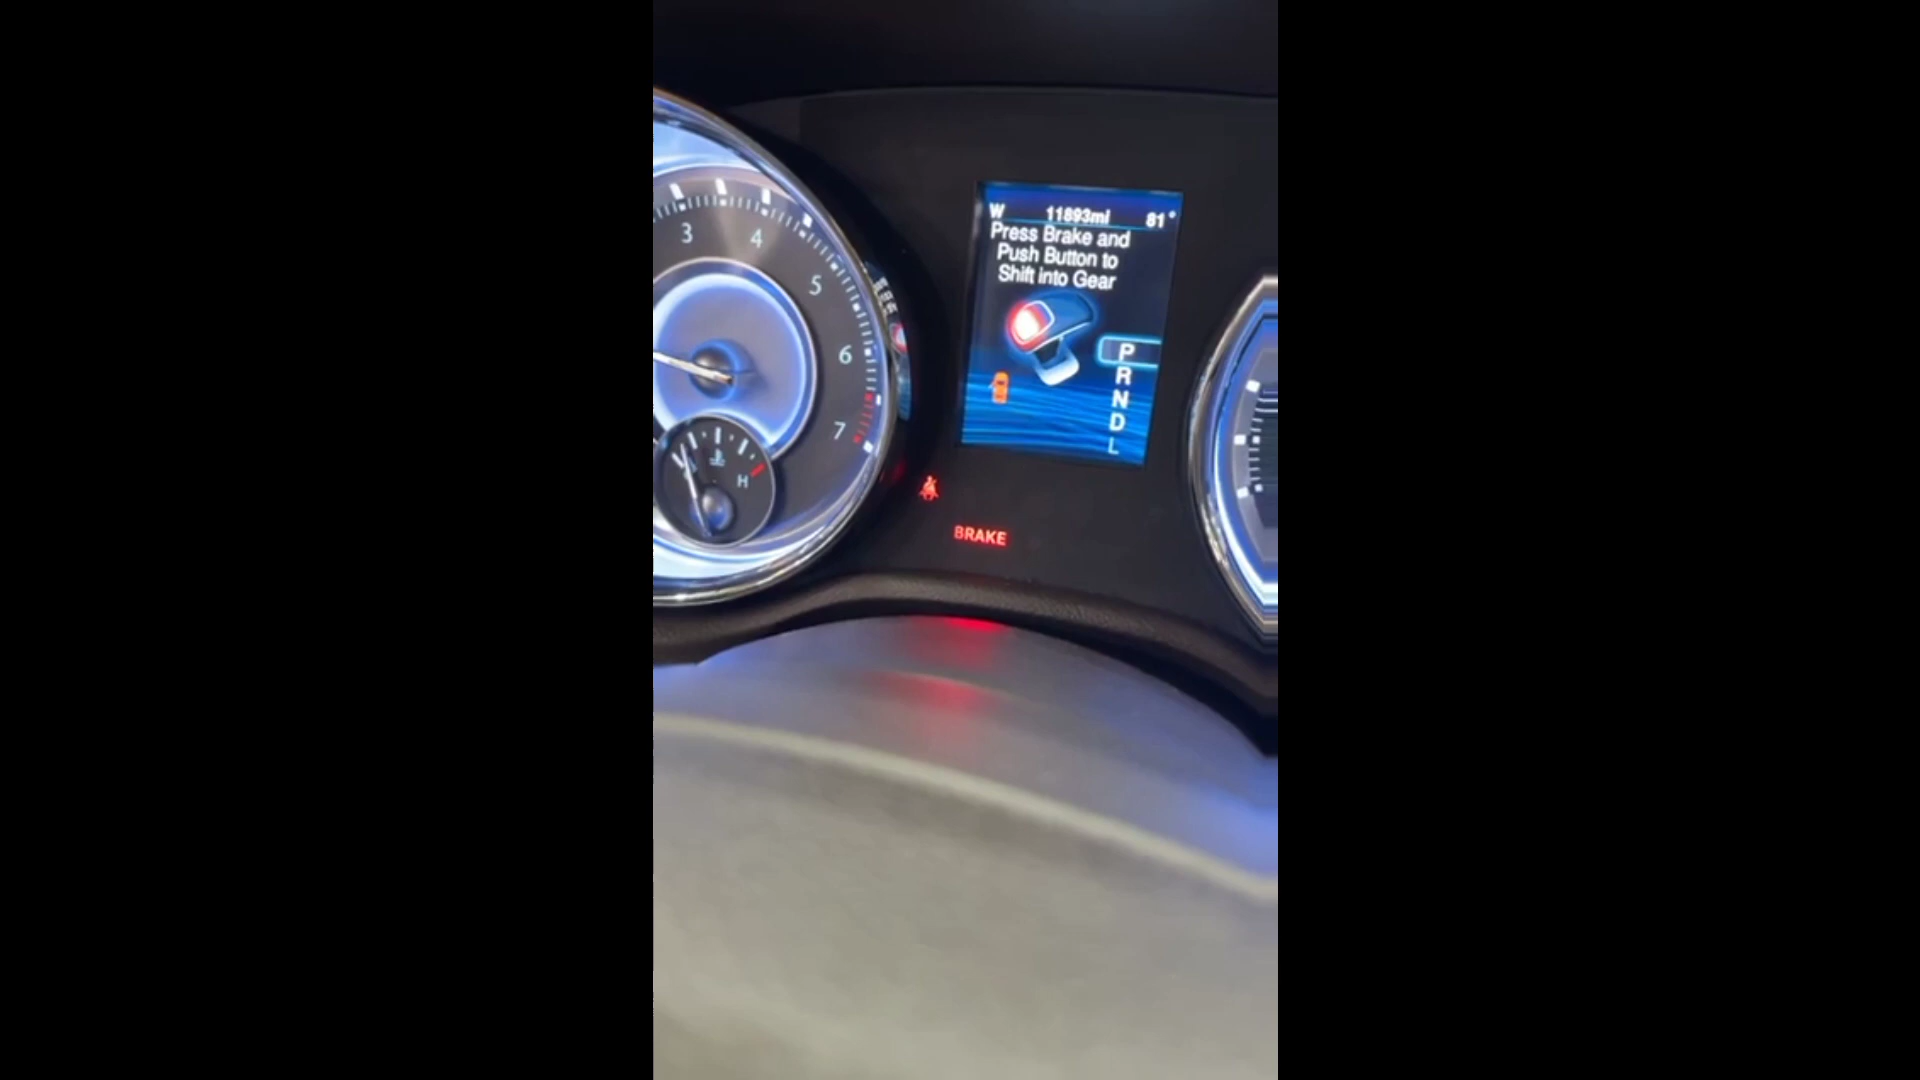 3
4
5
6
7
H
W 11893mi 81°
Press Brake and
Push Button to
Shift into Gear
P
R
N
D
L
BRAKE